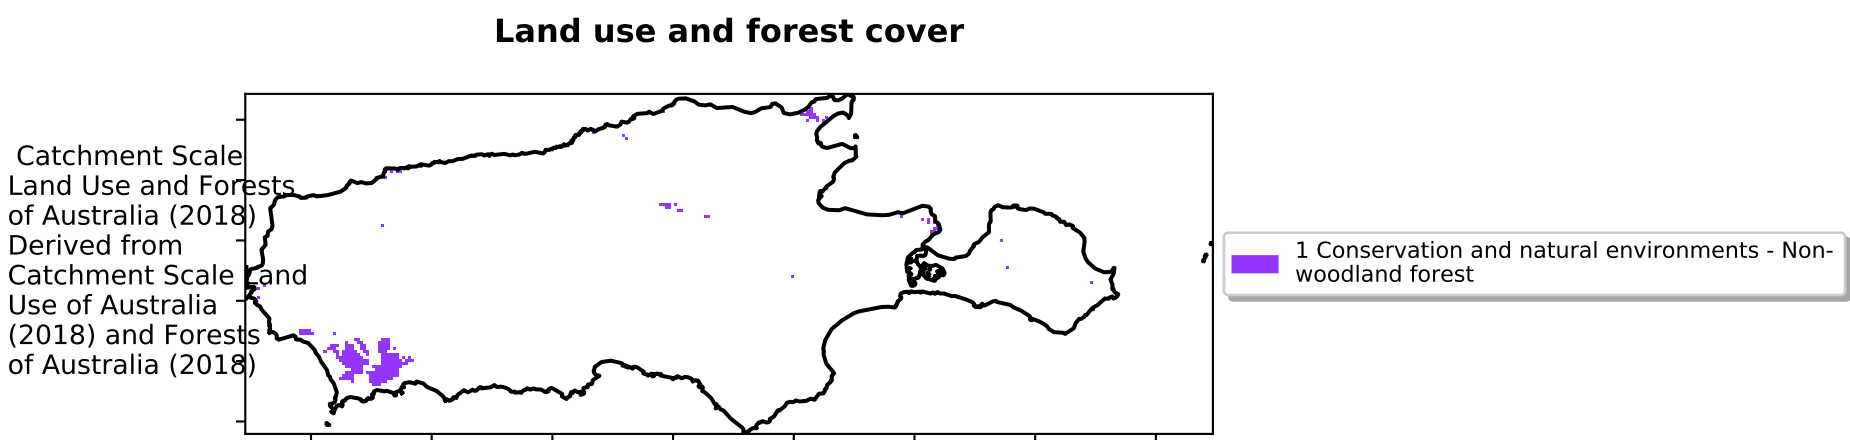 Land use and forest cover
Catchment Scale
Land Use and Forests
of Australia (2018)
Derived from
Catchment Scale Land
Use of Australia
(2018) and Forests
of Australia (2018)
1 Conservation and natural environments - Non-
woodland forest